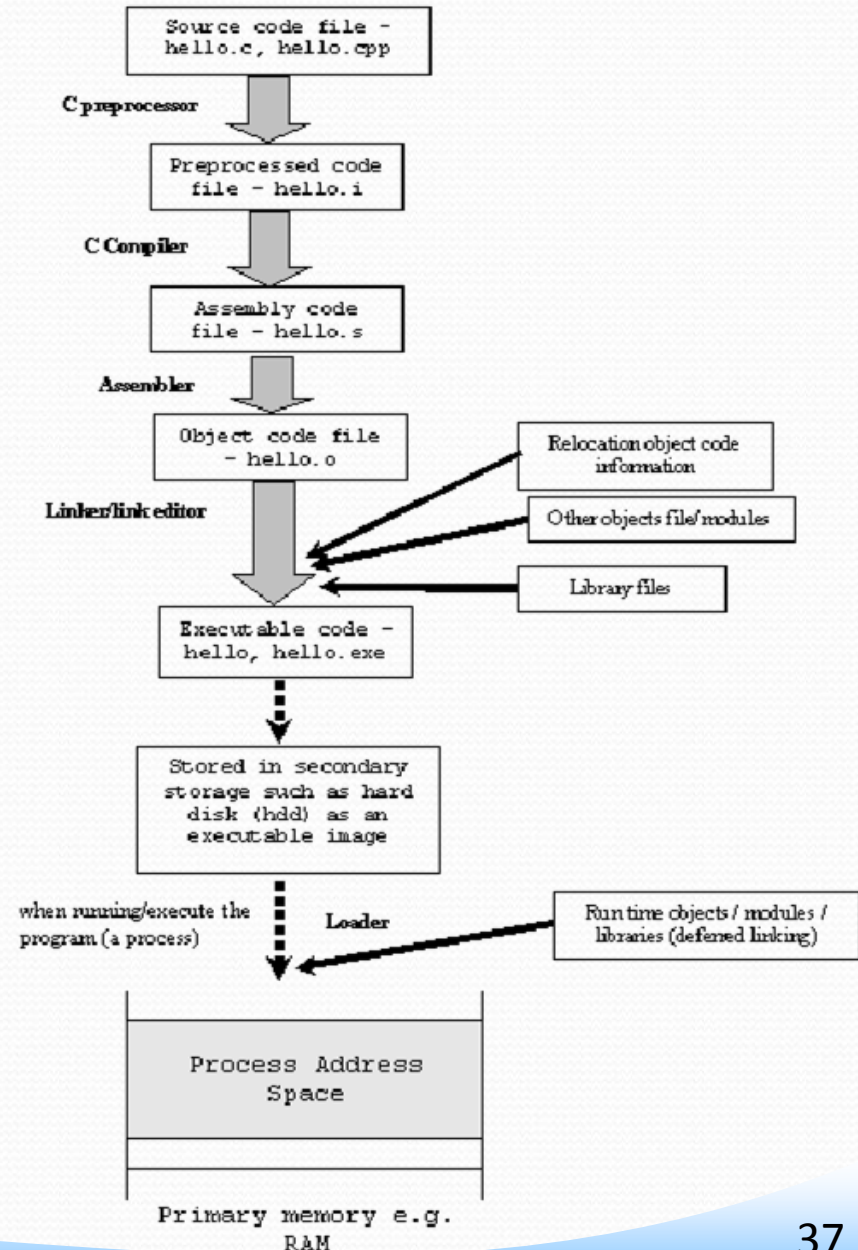 Source code file -
hello.c, hello.cpp
C preprocessor
Preprocessed code
file - hello.i
C Compiler
Assembly code
file - hello.s
Assembler
Object code file
- hello.o
Relocation object code
information
Linker/link editor
Other objects file/modules
Library files
Executable code -
hello, hello.exe
Stored in secondary
storage such as hard
disk (hdd) as an
executable image
when running/execute the
program (a process)
Loader
Run time objects / modules /
libraries (deferred linking)
Process Address
Space
Primary memory e.g.
RAM
37